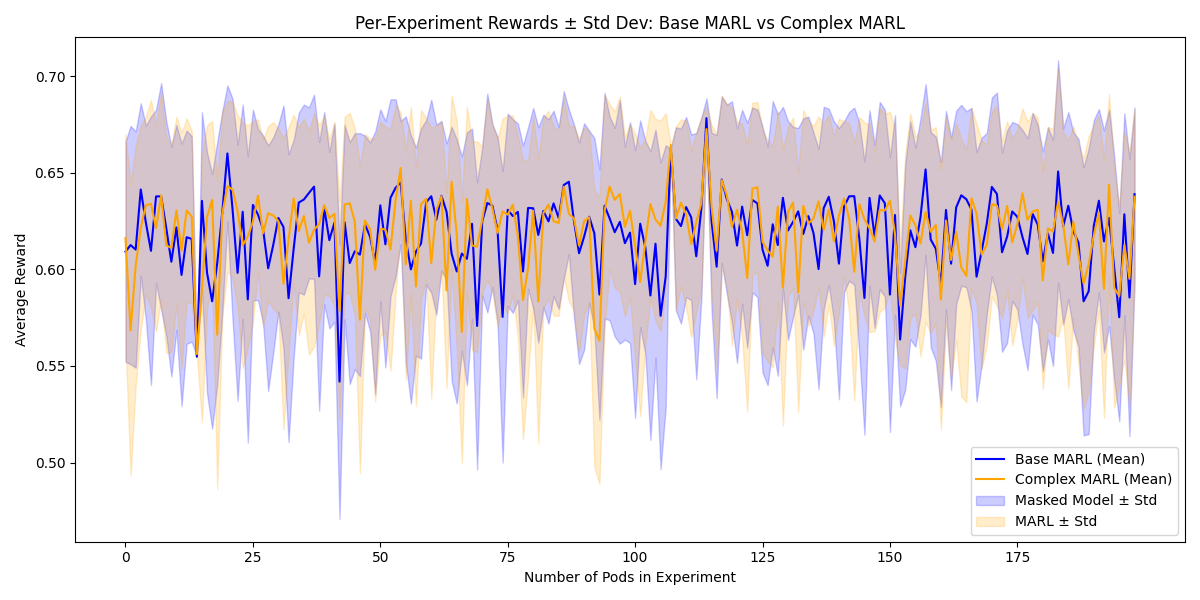 Per-Experiment Rewards ± Std Dev: Base MARL vs Complex MARL
Average Reward
0.70
0.65
0.60
0.55
0.50
0
25
50
75
100
125
150
175
Number of Pods in Experiment
Base MARL (Mean)
Complex MARL (Mean)
Masked Model ± Std
MARL ± Std